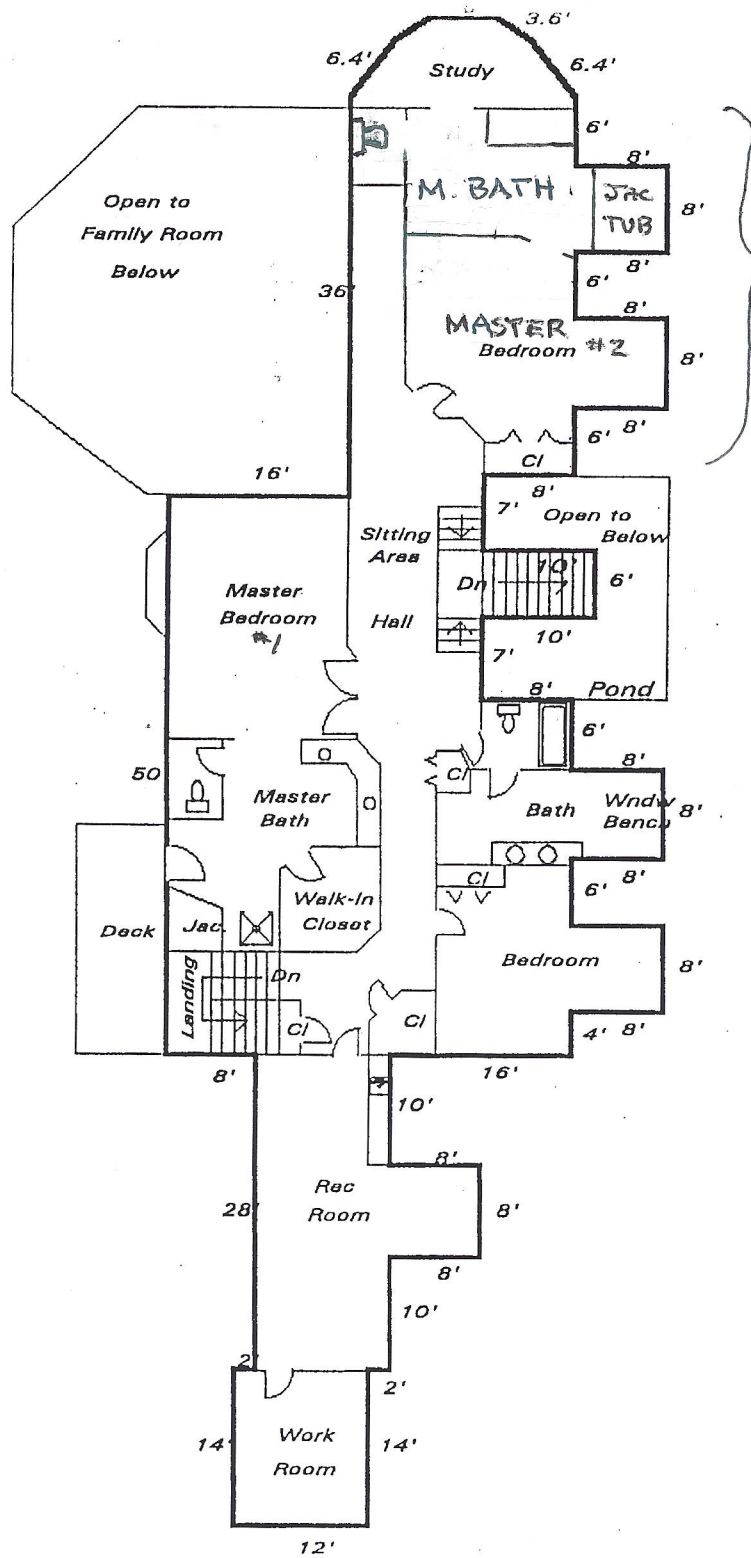 3.6'
6.4'
6.4'
Study
6'
8'
M. BATH
JAC
TUB
8'
Open to
Family Room
Below
8'
6'
36'
8'
MASTER
Bedroom #2
8'
8'
6'
Cl
16'
8'
7'
Open to
Below
Sitting
Area
10'
Dn
6'
Master
Bedroom
#1
Hall
10'
7'
8'
Pond
6'
8'
50
Cl
Master
Bath
Bath
Wndw
Bench
8'
8'
Cl
6'
Walk-In
Closet
Deck
Jac.
Bedroom
8'
Landing
Dn
Cl
Cl
4'
8'
8'
16'
10'
8'
Rec
Room
28'
8'
8'
10'
2'
2'
14'
Work
Room
14'
12'